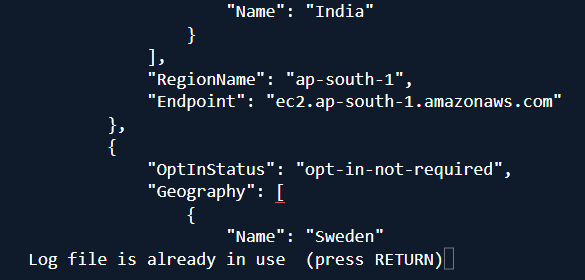 "Name": "India"
}
],
"RegionName": "ap-south-1",
"Endpoint": "ec2.ap-south-1.amazonaws.com"
},
{
"OptInStatus": "opt-in-not-required",
"Geography": [
{
"Name": "Sweden"
Log file is already in use  (press RETURN)